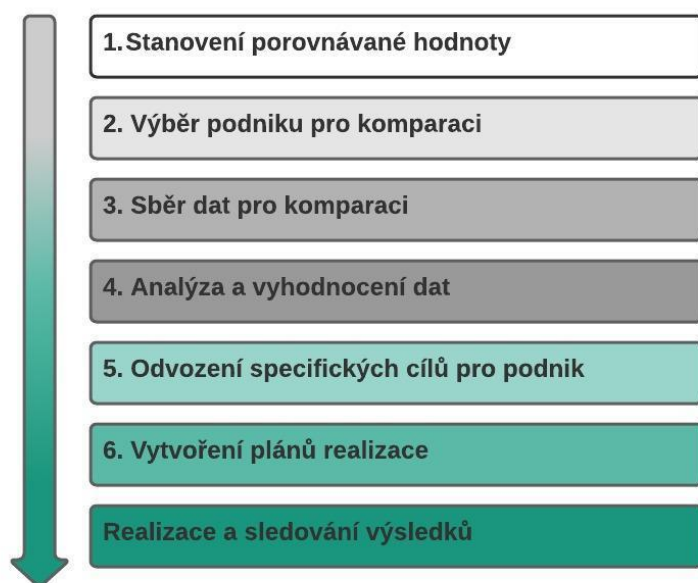 1.Stanovení porovnávané hodnoty
2. Výběr podniku pro komparaci
3. Sběr dat pro komparaci
4. Analýza a vyhodnocení dat
5. Odvození specifických cílů pro podnik
6. Vytvoření plánů realizace
Realizace a sledování výsledků